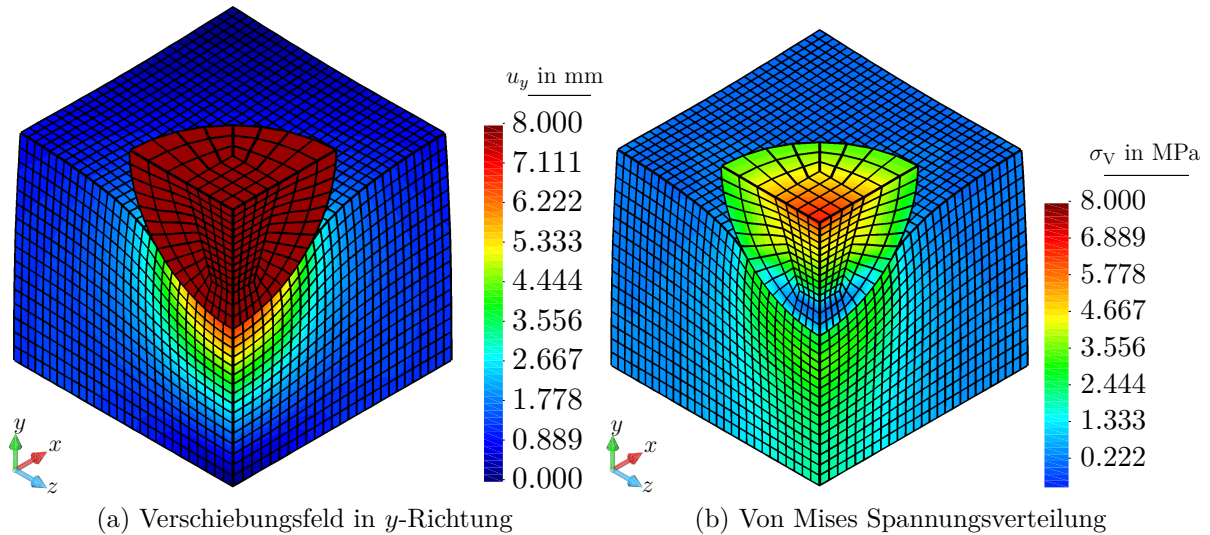 u_y in mm
8.000
7.111
6.222
5.333
4.444
3.556
2.667
1.778
0.889
0.000
y
x
z
(a) Verschiebungsfeld in y-Richtung
σ_V in MPa
8.000
6.889
5.778
4.667
3.556
2.444
1.333
0.222
y
x
z
(b) Von Mises Spannungsverteilung